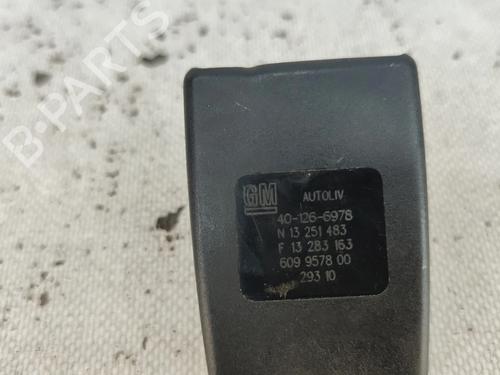 B-PARTS
GM AUTOLIV
40-126-6978
N 13 251 483
F 13 283 163
609 9578 00
293 10